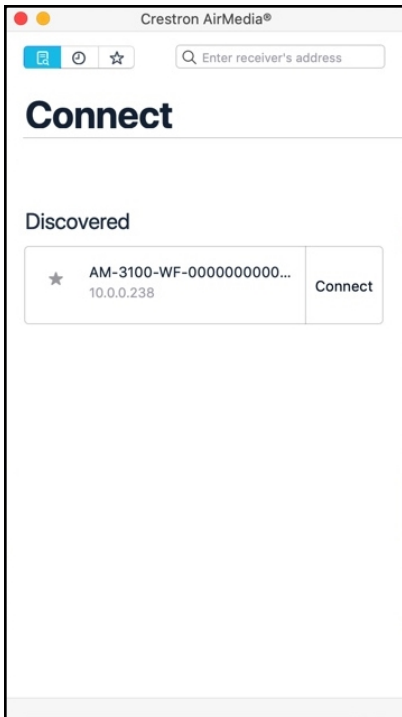 Crestron AirMedia®
Enter receiver's address
Connect
Discovered
AM-3100-WF-0000000000...
10.0.0.238
Connect